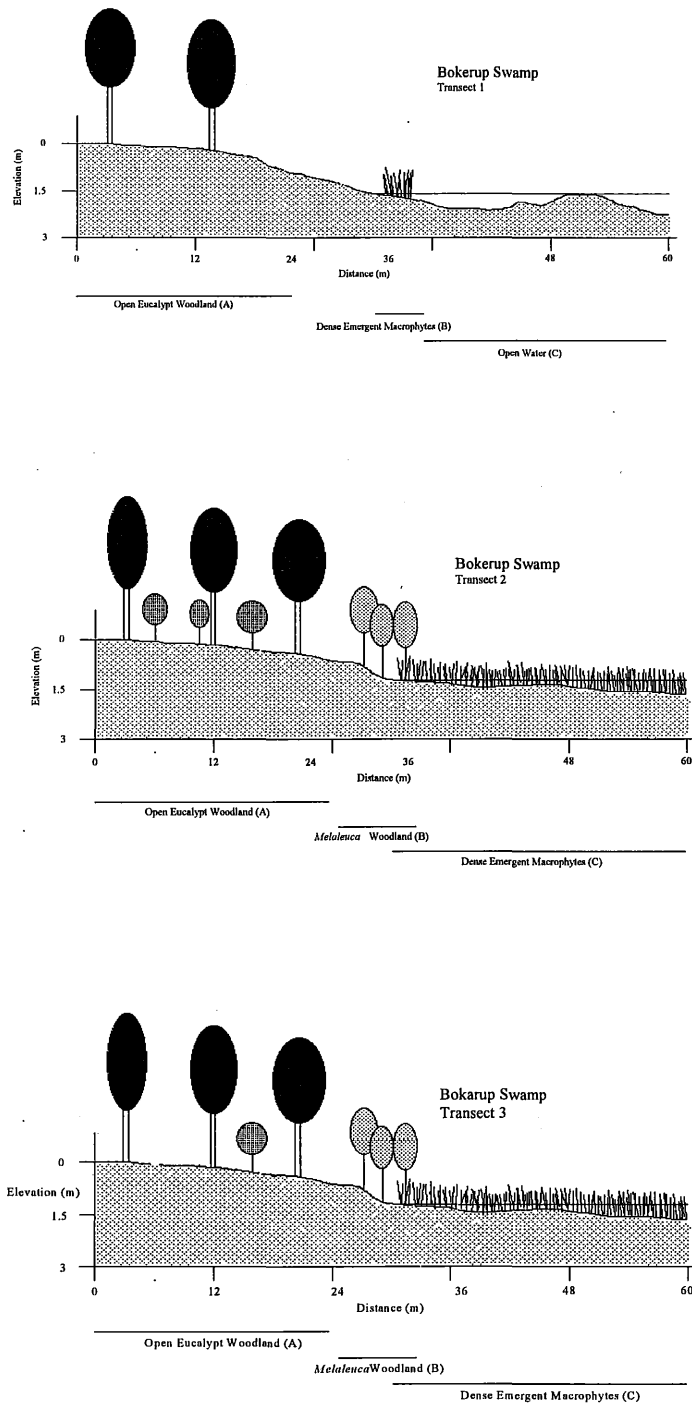 Bokerup Swamp
Transect 1
Elevation (m)
0
1.5
3
0 12 24 36 48 60
Distance (m)
Open Eucalypt Woodland (A)
Dense Emergent Macrophytes (B)
Open Water (C)
Bokerup Swamp
Transect 2
Elevation (m)
0
1.5
3
0 12 24 36 48 60
Distance (m)
Open Eucalypt Woodland (A)
Melaleuca Woodland (B)
Dense Emergent Macrophytes (C)
Bokarup Swamp
Transect 3
0
Elevation (m)
1.5
3
0 12 24 36 48 60
Distance (m)
Open Eucalypt Woodland (A)
Melaleuca Woodland (B)
Dense Emergent Macrophytes (C)